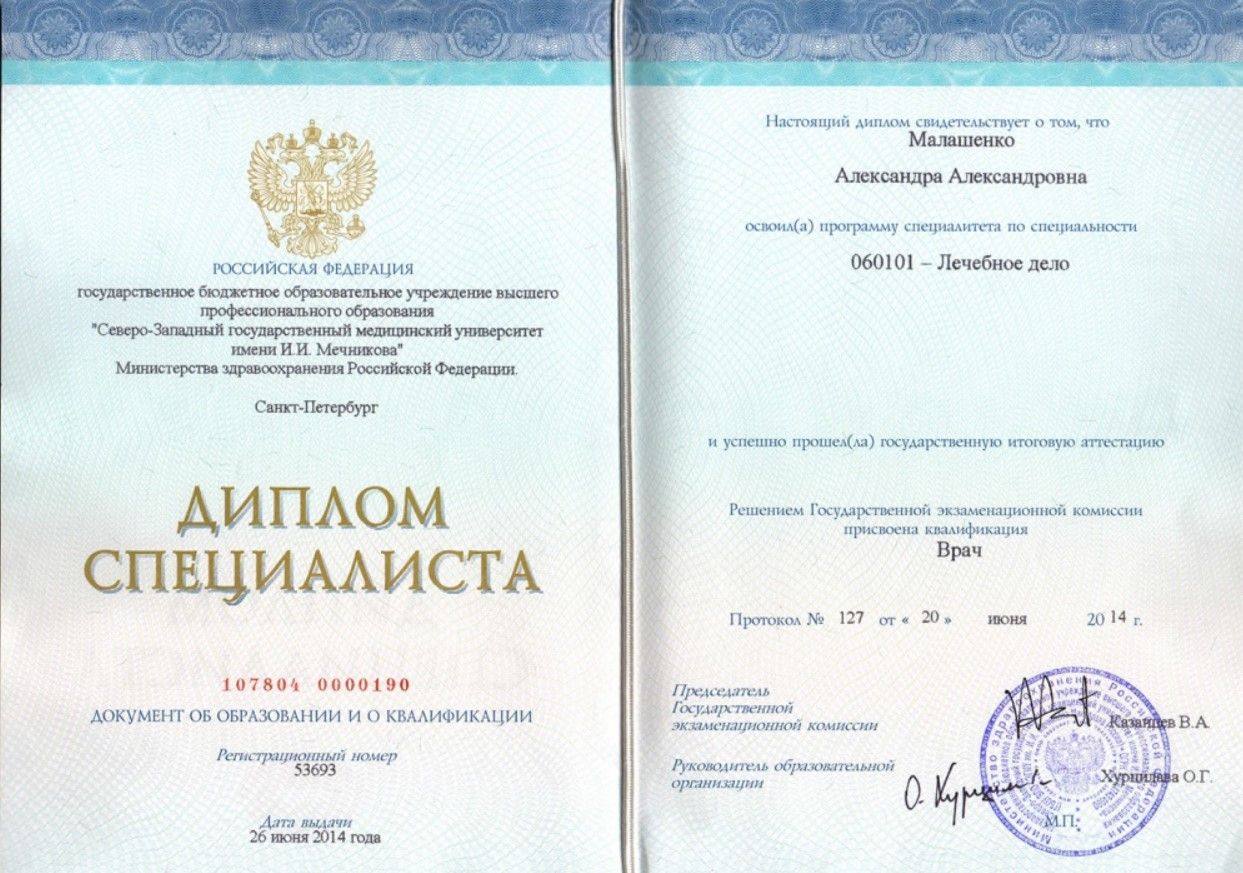 РОССИЙСКАЯ ФЕДЕРАЦИЯ
государственное бюджетное образовательное учреждение высшего
профессионального образования
"Северо-Западный государственный медицинский университет
имени И.И. Мечникова"
Министерства здравоохранения Российской Федерации.
Санкт-Петербург
ДИПЛОМ
СПЕЦИАЛИСТА
107804 0000190
ДОКУМЕНТ ОБ ОБРАЗОВАНИИ И О КВАЛИФИКАЦИИ
Регистрационный номер
53693
Дата выдачи
26 июня 2014 года
Настоящий диплом свидетельствует о том, что
Малашенко
Александра Александровна
освоил(а) программу специалитета по специальности
060101 – Лечебное дело
и успешно прошел(ла) государственную итоговую аттестацию
Решением Государственной экзаменационной комиссии
присвоена квалификация
Врач
Протокол № 127 от « 20 » июня 20 14 г.
Председатель
Государственной
экзаменационной комиссии
Казанцев В.А.
Руководитель образовательной
организации
Хурцилава О.Г.
М.П.